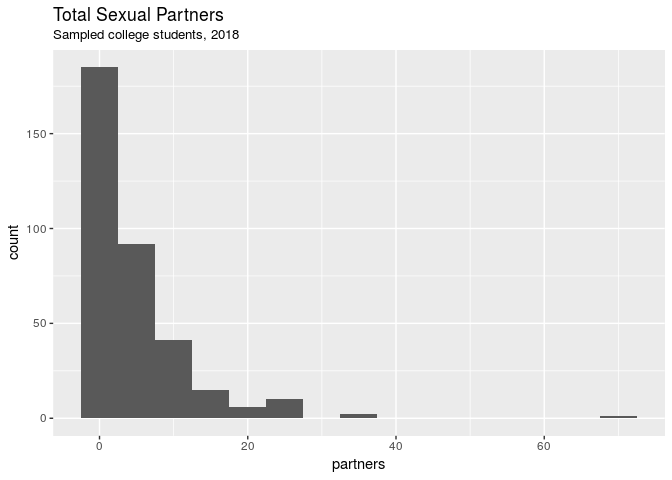 Total Sexual Partners
Sampled college students, 2018
150
100
50
0
count
0 20 40 60
partners